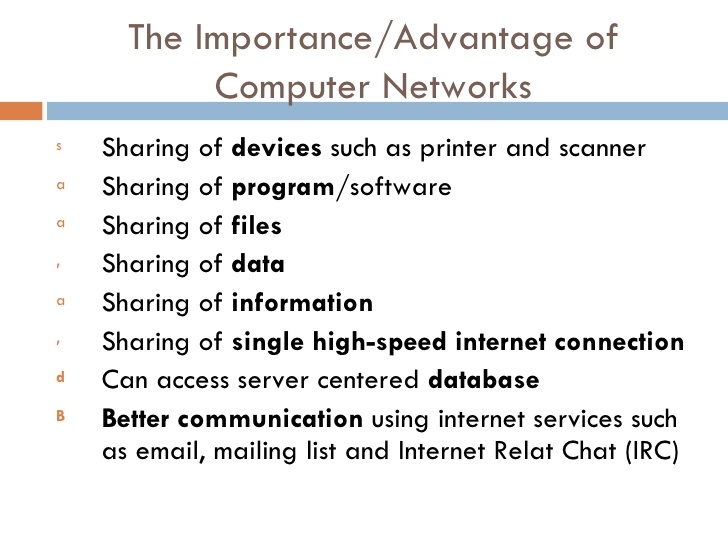 The Importance/Advantage of
Computer Networks
s Sharing of devices such as printer and scanner
a Sharing of program/software
a Sharing of files
, Sharing of data
a Sharing of information
, Sharing of single high-speed internet connection
d Can access server centered database
B Better communication using internet services such
as email, mailing list and Internet Relat Chat (IRC)